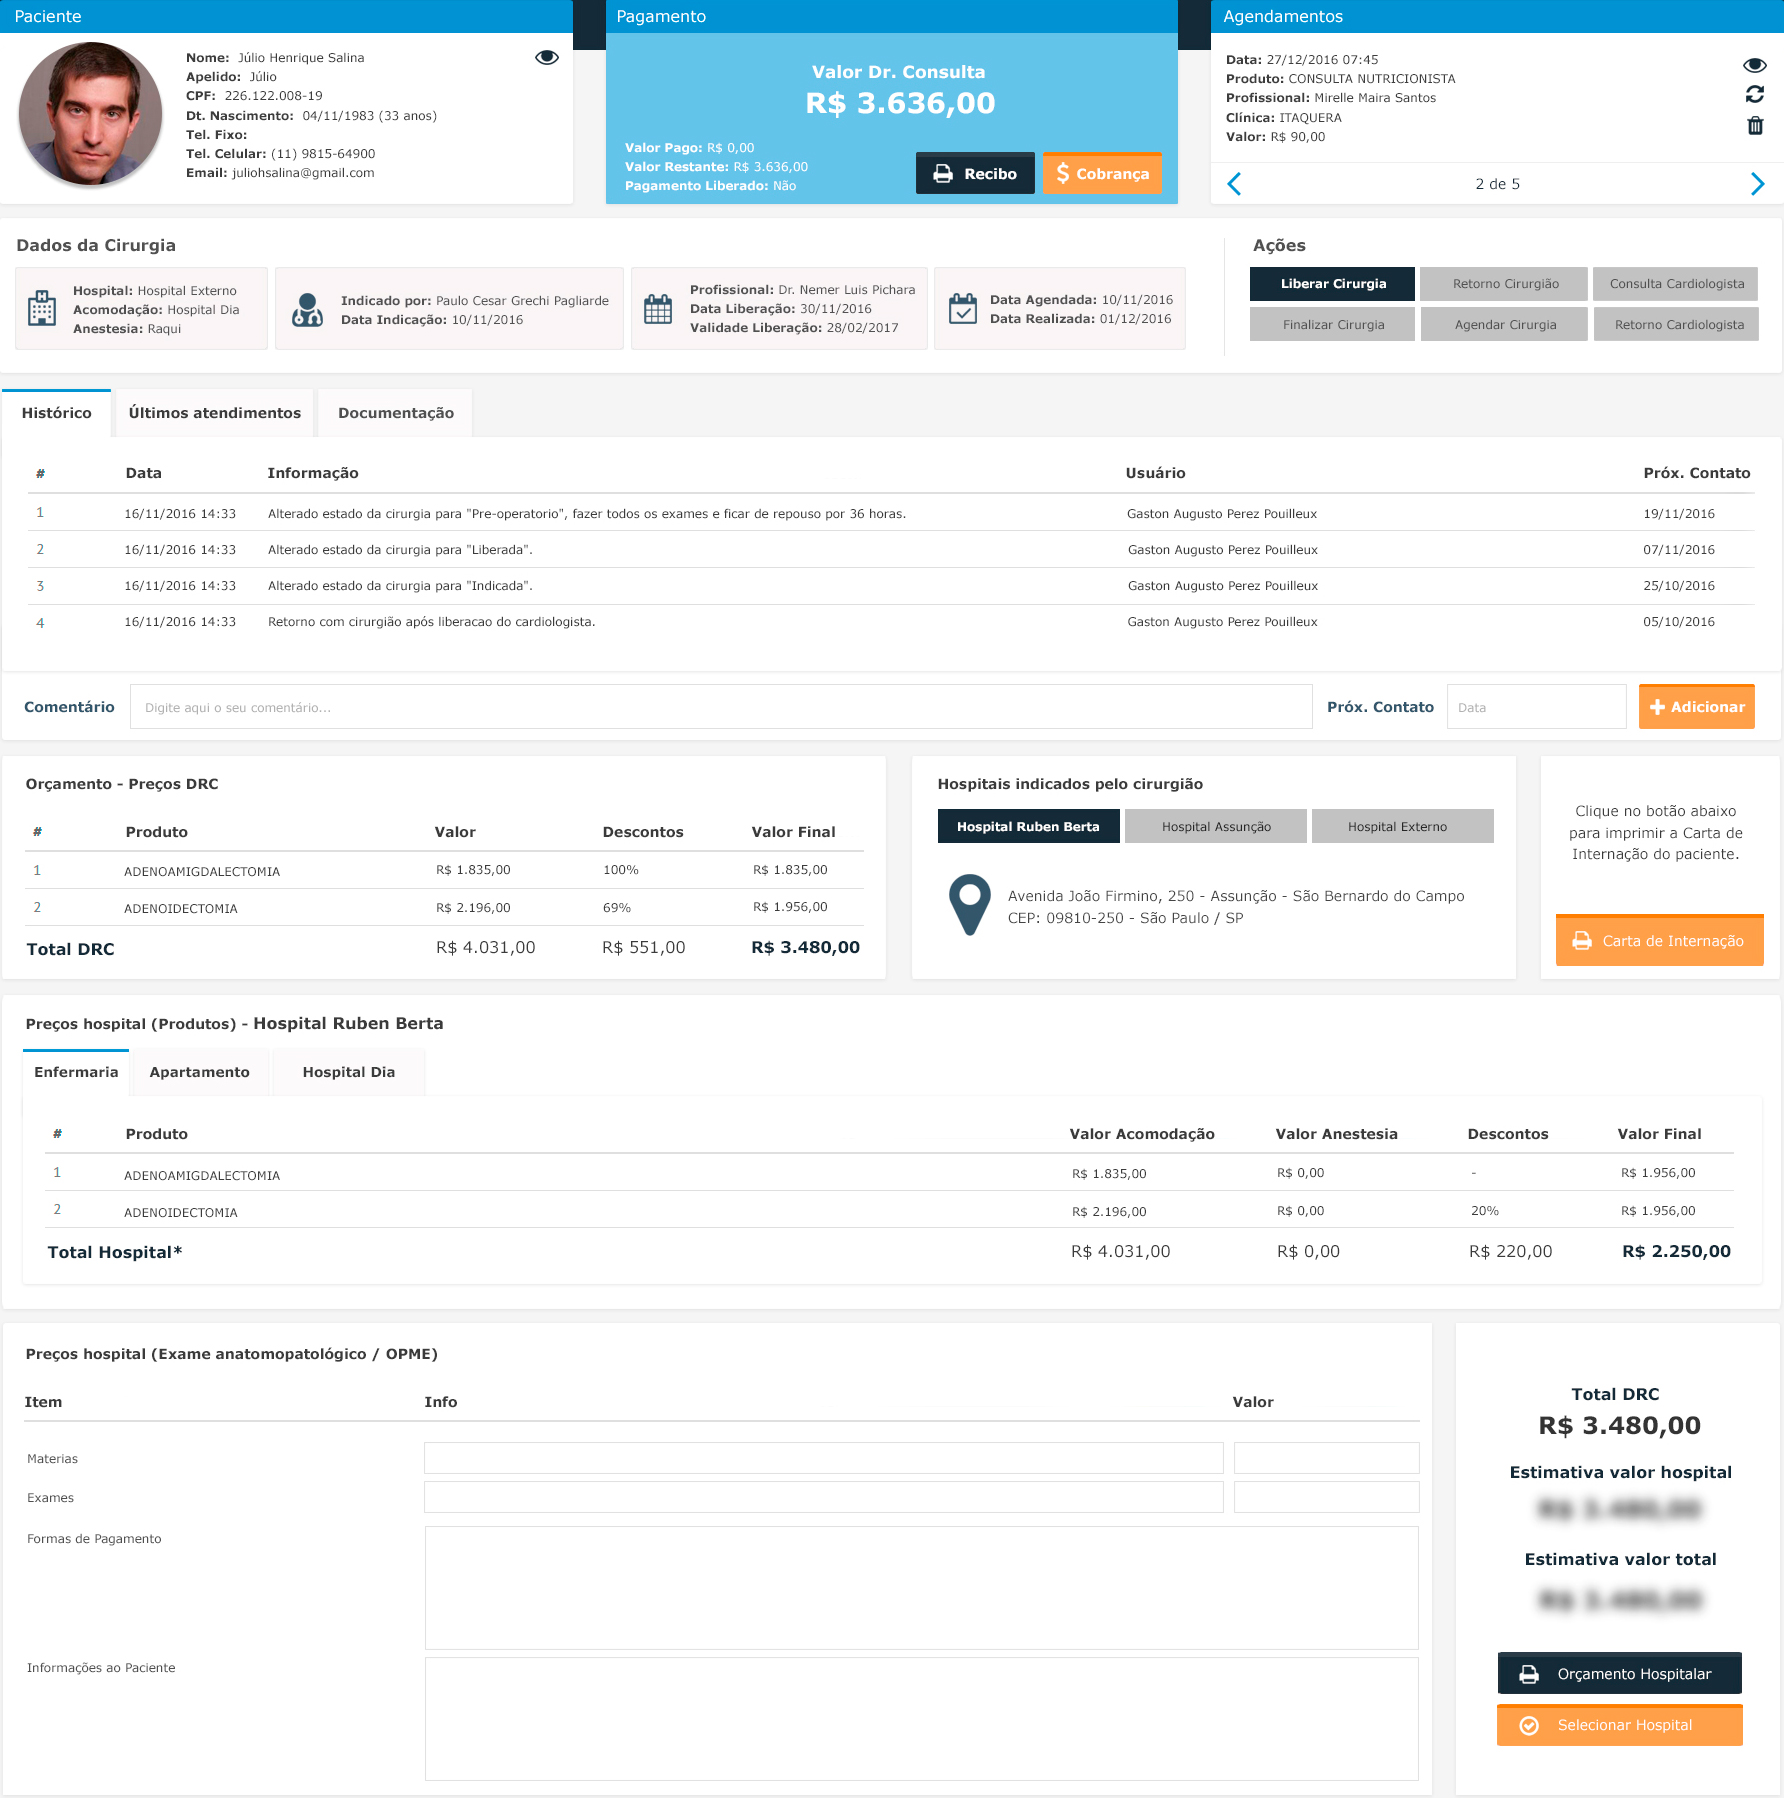 Paciente
Nome: Júlio Henrique Salina
Apelido: Júlio
CPF: 226.122.008-19
Dt. Nascimento: 04/11/1983 (33 anos)
Tel. Fixo:
Tel. Celular: (11) 9815-64900
Email: juliohsalina@gmail.com
Pagamento
Valor Dr. Consulta
R$ 3.636,00
Valor Pago: R$ 0,00
Valor Restante: R$ 3.636,00
Pagamento Liberado: Não
Recibo
$ Cobrança
Agendamentos
Data: 27/12/2016 07:45
Produto: CONSULTA NUTRICIONISTA
Profissional: Mirelle Maira Santos
Clínica: ITAQUERA
Valor: R$ 90,00
2 de 5
Dados da Cirurgia
Hospital: Hospital Externo
Acomodação: Hospital Dia
Anestesia: Raqui
Indicado por: Paulo Cesar Grechi Pagliarde
Data Indicação: 10/11/2016
Profissional: Dr. Nemer Luis Pichara
Data Liberação: 30/11/2016
Validade Liberação: 28/02/2017
Data Agendada: 10/11/2016
Data Realizada: 01/12/2016
Ações
Liberar Cirurgia Retorno Cirurgião Consulta Cardiologista
Finalizar Cirurgia Agendar Cirurgia Retorno Cardiologista
Histórico Últimos atendimentos Documentação
# Data Informação Usuário Próx. Contato
1 16/11/2016 14:33 Alterado estado da cirurgia para "Pre-operatorio", fazer todos os exames e ficar de repouso por 36 horas. Gaston Augusto Perez Pouilleux 19/11/2016
2 16/11/2016 14:33 Alterado estado da cirurgia para "Liberada". Gaston Augusto Perez Pouilleux 07/11/2016
3 16/11/2016 14:33 Alterado estado da cirurgia para "Indicada". Gaston Augusto Perez Pouilleux 25/10/2016
4 16/11/2016 14:33 Retorno com cirurgião após liberacao do cardiologista. Gaston Augusto Perez Pouilleux 05/10/2016
Comentário Digite aqui o seu comentário... Próx. Contato Data Adicionar
Orçamento - Preços DRC
# Produto Valor Descontos Valor Final
1 ADENOAMIGDALECTOMIA R$ 1.835,00 100% R$ 1.835,00
2 ADENOIDECTOMIA R$ 2.196,00 69% R$ 1.956,00
Total DRC R$ 4.031,00 R$ 551,00 R$ 3.480,00
Hospitais indicados pelo cirurgião
Hospital Ruben Berta Hospital Assunção Hospital Externo
Avenida João Firmino, 250 - Assunção - São Bernardo do Campo
CEP: 09810-250 - São Paulo / SP
Clique no botão abaixo
para imprimir a Carta de
Internação do paciente.
Carta de Internação
Preços hospital (Produtos) - Hospital Ruben Berta
Enfermaria Apartamento Hospital Dia
# Produto Valor Acomodação Valor Anestesia Descontos Valor Final
1 ADENOAMIGDALECTOMIA R$ 1.835,00 R$ 0,00 - R$ 1.956,00
2 ADENOIDECTOMIA R$ 2.196,00 R$ 0,00 20% R$ 1.956,00
Total Hospital* R$ 4.031,00 R$ 0,00 R$ 220,00 R$ 2.250,00
Preços hospital (Exame anatomopatológico / OPME)
Item Info Valor
Materias
Exames
Formas de Pagamento
Informações ao Paciente
Total DRC
R$ 3.480,00
Estimativa valor hospital
R$ 3.480,00
Estimativa valor total
R$ 3.480,00
Orçamento Hospitalar
Selecionar Hospital